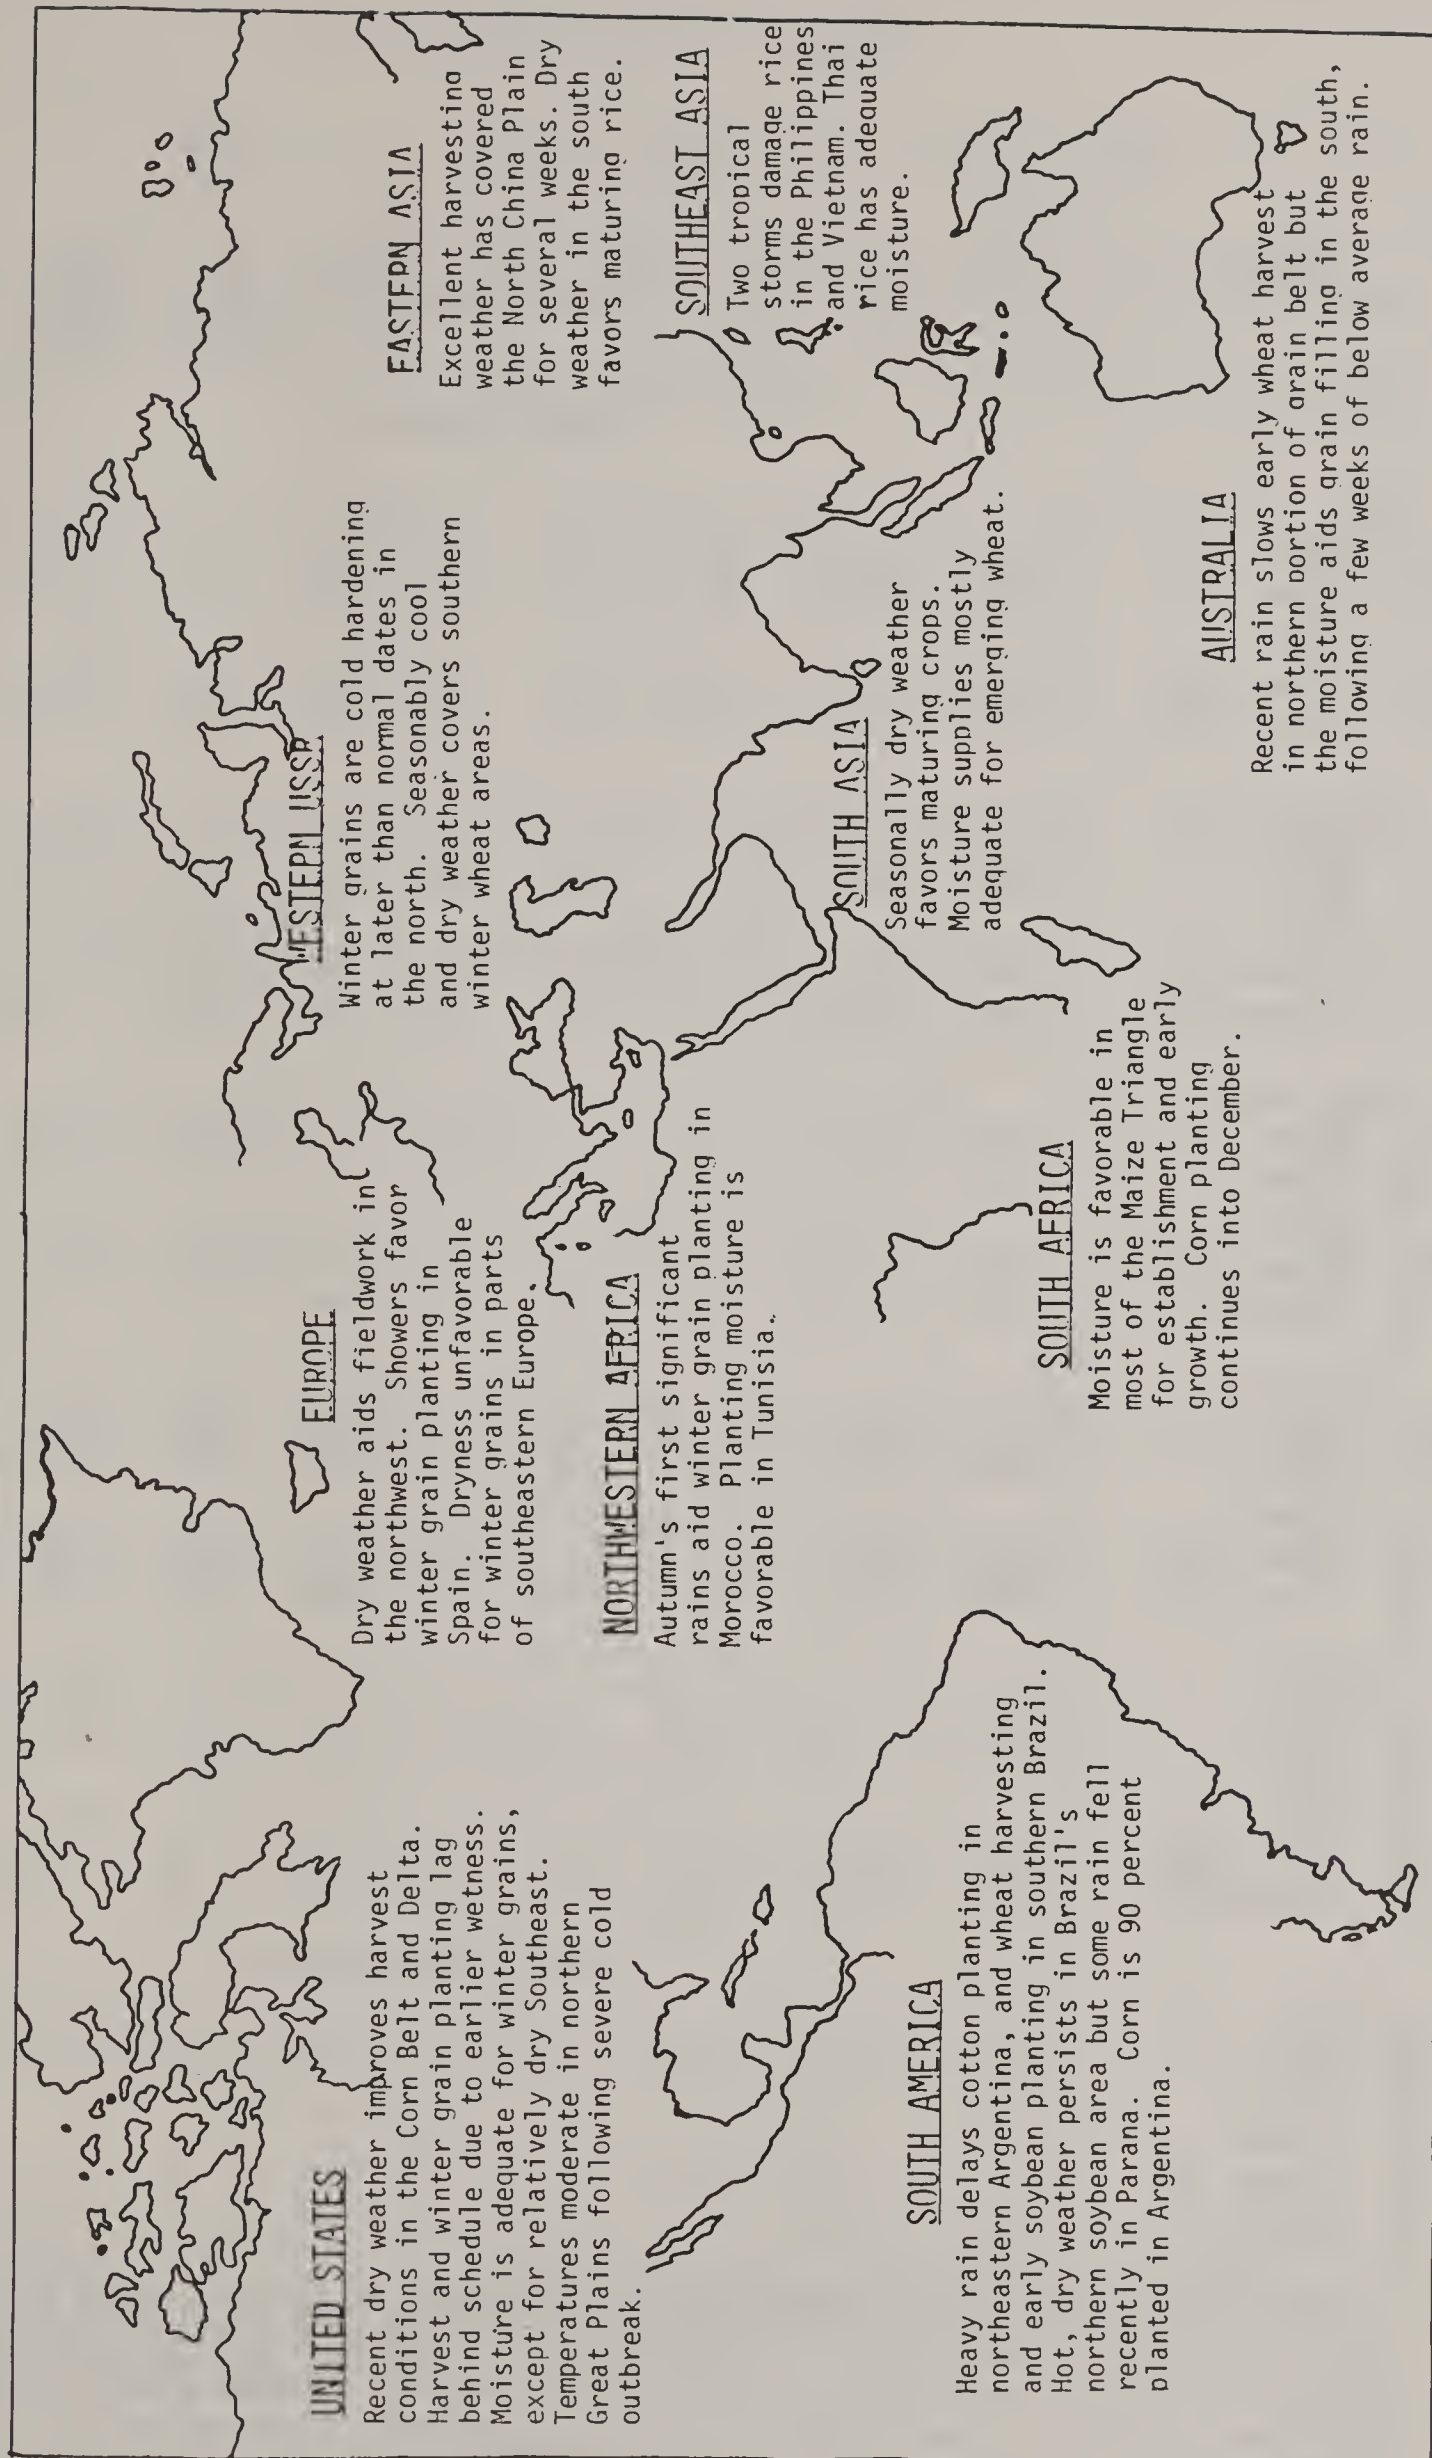 UNITED STATES
Recent dry weather improves harvest
conditions in the Corn Belt and Delta.
Harvest and winter grain planting lag
behind schedule due to earlier wetness.
Moisture is adequate for winter grains,
except for relatively dry Southeast.
Temperatures moderate in northern
Great Plains following severe cold
outbreak.
SOUTH AMERICA
Heavy rain delays cotton planting in
northeastern Argentina, and wheat harvesting
and early soybean planting in southern Brazil.
Hot, dry weather persists in Brazil's
northern soybean area but some rain fell
recently in Parana. Corn is 90 percent
planted in Argentina.
EUROPE
Dry weather aids fieldwork in
the northwest. Showers favor
winter grain planting in
Spain. Dryness unfavorable
for winter grains in parts
of southeastern Europe.
NORTHWESTERN AFRICA
Autumn's first significant
rains aid winter grain planting in
Morocco. Planting moisture is
favorable in Tunisia.
SOUTH AFRICA
Moisture is favorable in
most of the Maize Triangle
for establishment and early
growth. Corn planting
continues into December.
WESTERN USSR
Winter grains are cold hardening
at later than normal dates in
the north. Seasonably cool
and dry weather covers southern
winter wheat areas.
SOUTH ASIA
Seasonally dry weather
favors maturing crops.
Moisture supplies mostly
adequate for emerging wheat.
EASTERN ASIA
Excellent harvesting
weather has covered
the North China Plain
for several weeks. Dry
weather in the south
favors maturing rice.
SOUTHEAST ASIA
Two tropical
storms damage rice
in the Philippines
and Vietnam. Thai
rice has adequate
moisture.
AUSTRALIA
Recent rain slows early wheat harvest
in northern portion of grain belt but
the moisture aids grain filling in the south,
following a few weeks of below average rain.